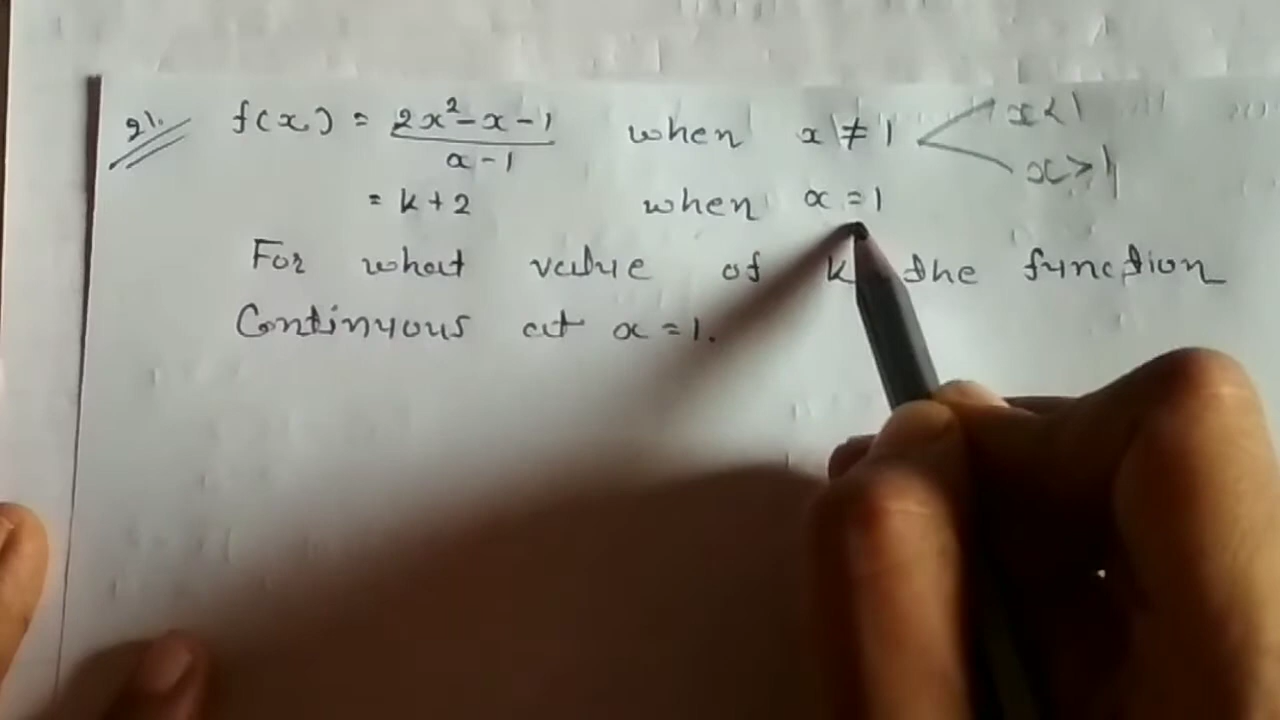 21. f(x) = 2x²-x-1 / x-1 when x ≠ 1 < x<1 x>1
= k+2 when x=1
For what value of k the function
Continuous at x=1.